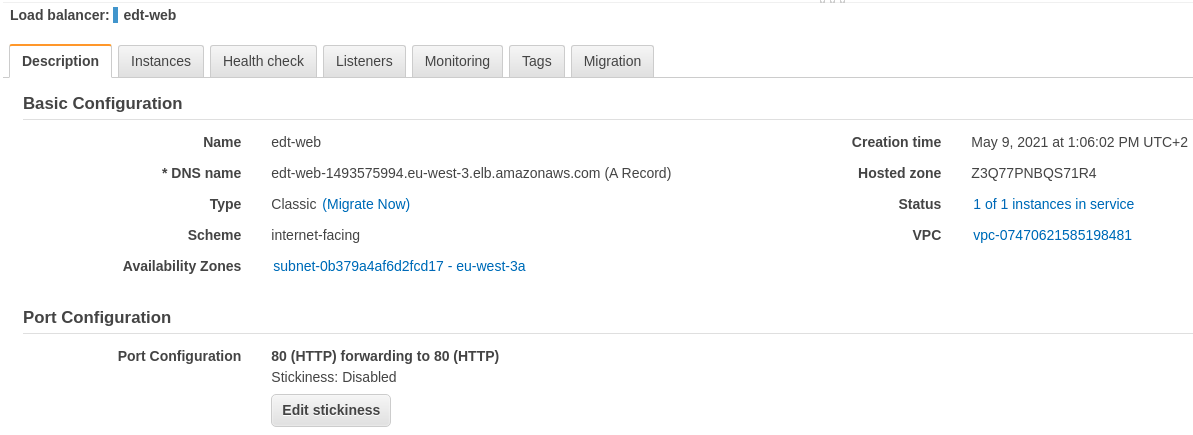 Load balancer: edt-web
Description Instances Health check Listeners Monitoring Tags Migration
Basic Configuration
Name edt-web Creation time May 9, 2021 at 1:06:02 PM UTC+2
* DNS name edt-web-1493575994.eu-west-3.elb.amazonaws.com (A Record) Hosted zone Z3Q77PNBQS71R4
Type Classic (Migrate Now) Status 1 of 1 instances in service
Scheme internet-facing VPC vpc-07470621585198481
Availability Zones subnet-0b379a4af6d2fcd17 - eu-west-3a
Port Configuration
Port Configuration 80 (HTTP) forwarding to 80 (HTTP)
Stickiness: Disabled
Edit stickiness